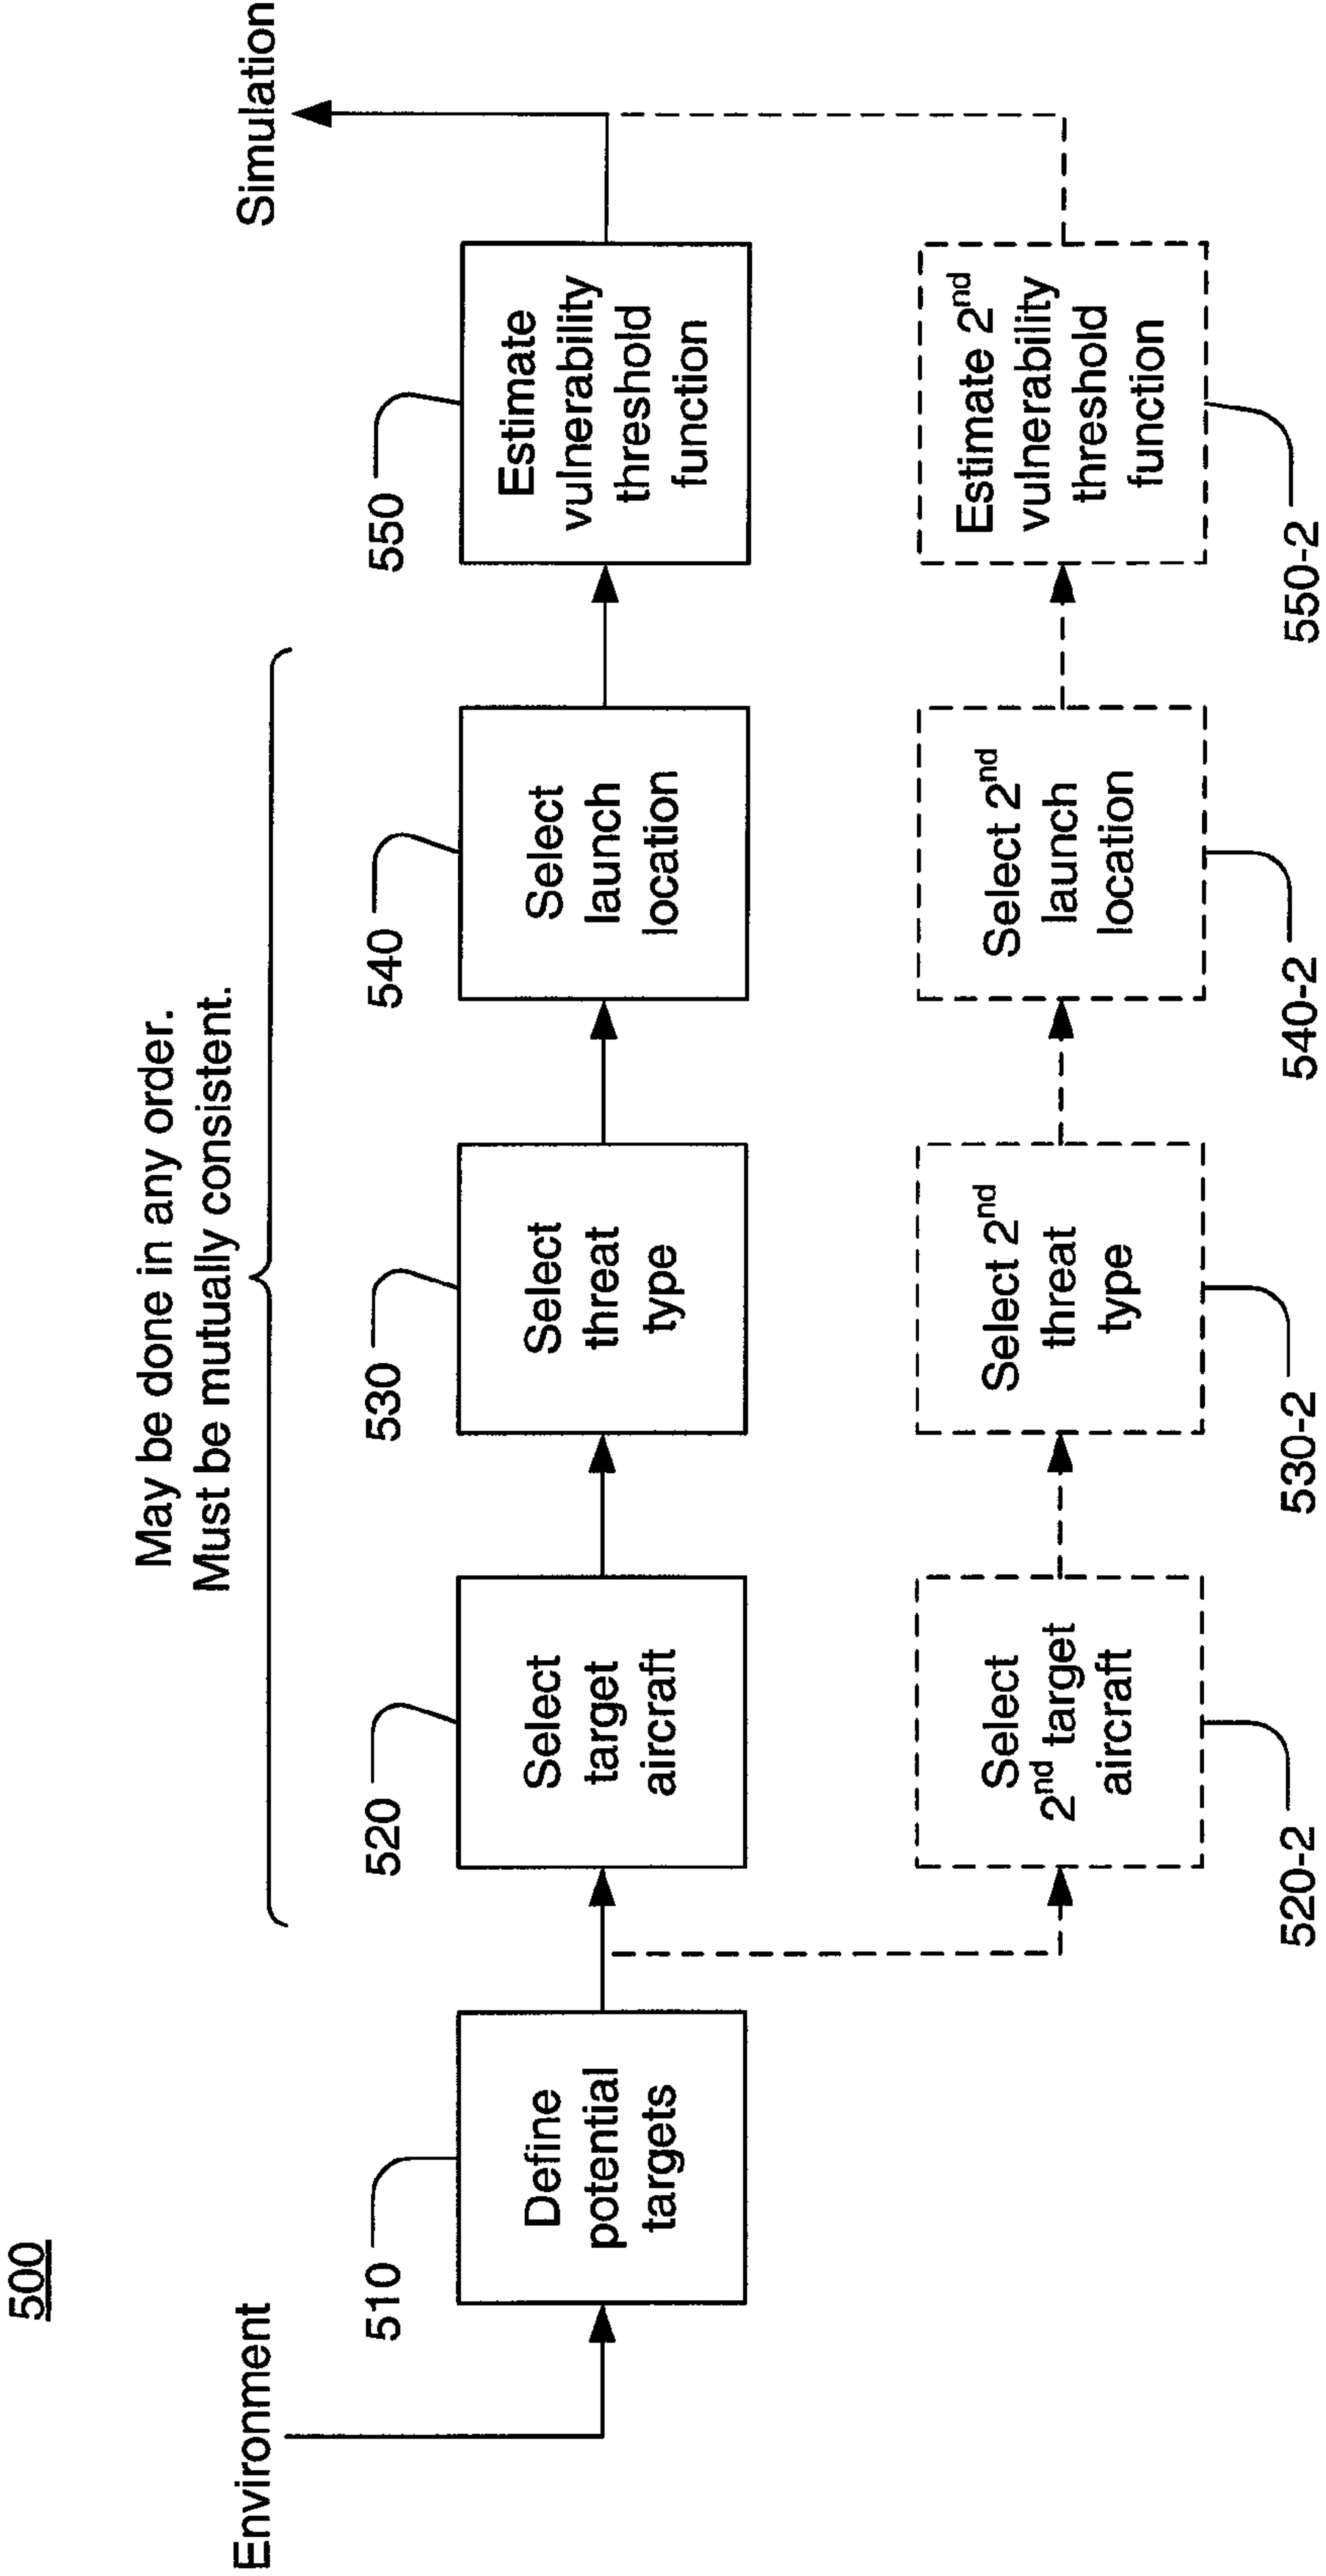 500
May be done in any order.
Must be mutually consistent.
Environment
Simulation
510
520
530
540
550
Define
potential
targets
Select
target
aircraft
Select
threat
type
Select
launch
location
Estimate
vulnerability
threshold
function
Select
2nd target
aircraft
Select 2nd
threat
type
Select 2nd
launch
location
Estimate 2nd
vulnerability
threshold
function
520-2
530-2
540-2
550-2